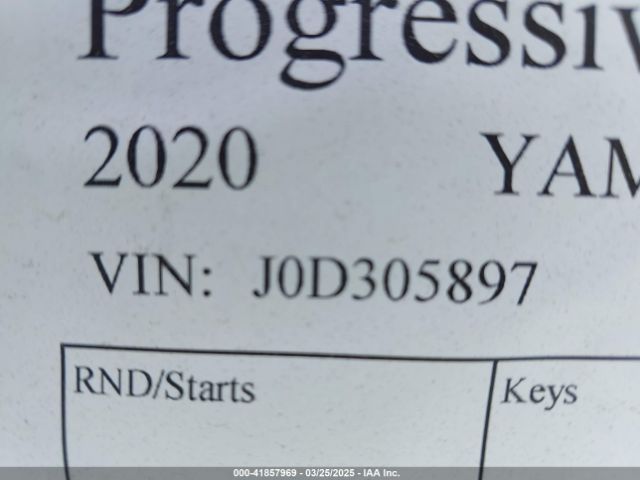 Progressiv
2020 YAM
VIN: J0D305897
RND/Starts Keys
000-41857969 - 03/25/2025 - IAA Inc.